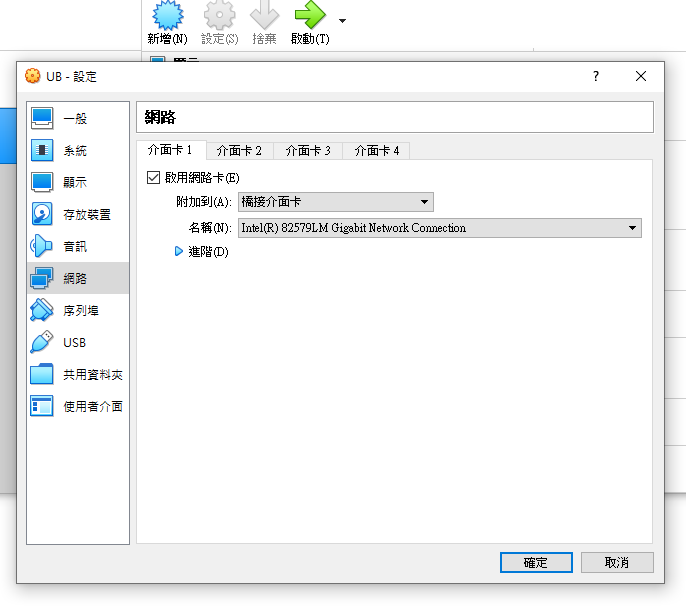 新增(N) 設定(S) 捨棄 啟動(T)
UB - 設定
網路
一般
系統
顯示
存放裝置
音訊
網路
序列埠
USB
共用資料夾
使用者介面
介面卡 1 介面卡 2 介面卡 3 介面卡 4
啟用網路卡(E)
附加到(A): 橋接介面卡
名稱(N): Intel(R) 82579LM Gigabit Network Connection
進階(D)
確定 取消